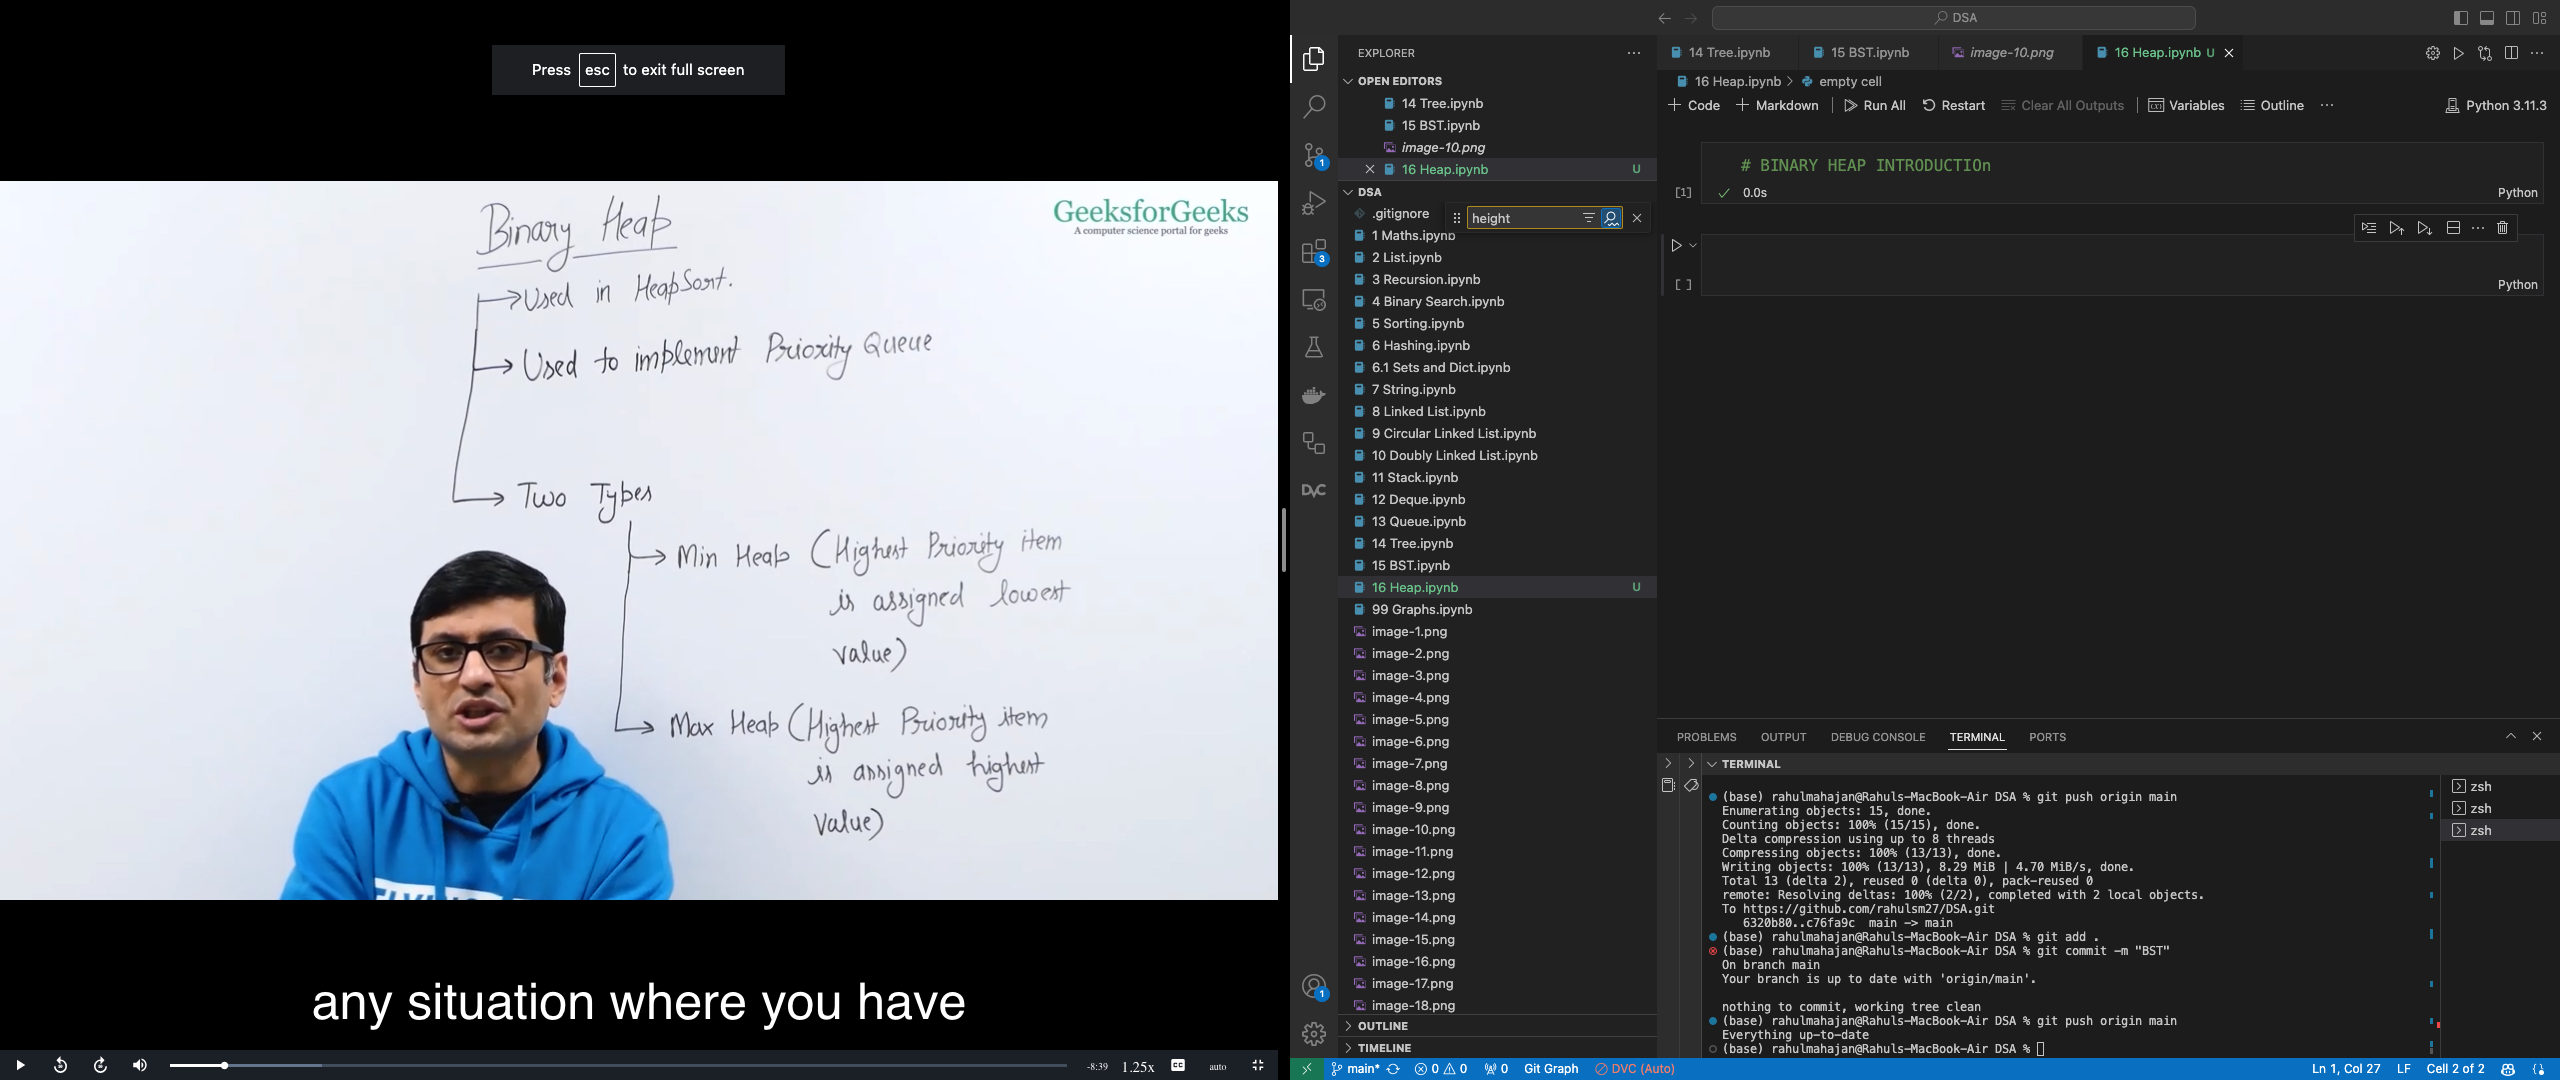 Press esc to exit full screen
Binary Heap
GeeksforGeeks
A computer science portal for geeks
Used in HeapSort.
Used to implement Priority Queue
Two Types
Min Heap (Highest Priority item
is assigned lowest
value)
Max Heap (Highest Priority item
is assigned highest
value)
any situation where you have
-8:39 1.25x CC auto
DSA
EXPLORER
OPEN EDITORS
14 Tree.ipynb
15 BST.ipynb
image-10.png
16 Heap.ipynb U
DSA
.gitignore
height
1 Maths.ipynb
2 List.ipynb
3 Recursion.ipynb
4 Binary Search.ipynb
5 Sorting.ipynb
6 Hashing.ipynb
6.1 Sets and Dict.ipynb
7 String.ipynb
8 Linked List.ipynb
9 Circular Linked List.ipynb
10 Doubly Linked List.ipynb
11 Stack.ipynb
12 Deque.ipynb
13 Queue.ipynb
14 Tree.ipynb
15 BST.ipynb
16 Heap.ipynb U
99 Graphs.ipynb
image-1.png
image-2.png
image-3.png
image-4.png
image-5.png
image-6.png
image-7.png
image-8.png
image-9.png
image-10.png
image-11.png
image-12.png
image-13.png
image-14.png
image-15.png
image-16.png
image-17.png
image-18.png
OUTLINE
TIMELINE
1
3
DVC
1
14 Tree.ipynb 15 BST.ipynb image-10.png 16 Heap.ipynb U
16 Heap.ipynb > empty cell
+ Code + Markdown Run All Restart Clear All Outputs Variables Outline ... Python 3.11.3
# BINARY HEAP INTRODUCTIOn
[1] 0.0s Python
[ ] Python
PROBLEMS OUTPUT DEBUG CONSOLE TERMINAL PORTS
TERMINAL
(base) rahulmahajan@Rahuls-MacBook-Air DSA % git push origin main
Enumerating objects: 15, done.
Counting objects: 100% (15/15), done.
Delta compression using up to 8 threads
Compressing objects: 100% (13/13), done.
Writing objects: 100% (13/13), 8.29 MiB | 4.70 MiB/s, done.
Total 13 (delta 2), reused 0 (delta 0), pack-reused 0
remote: Resolving deltas: 100% (2/2), completed with 2 local objects.
To https://github.com/rahulsm27/DSA.git
6320b80..c76fa9c main -> main
(base) rahulmahajan@Rahuls-MacBook-Air DSA % git add .
(base) rahulmahajan@Rahuls-MacBook-Air DSA % git commit -m "BST"
On branch main
Your branch is up to date with 'origin/main'.
nothing to commit, working tree clean
(base) rahulmahajan@Rahuls-MacBook-Air DSA % git push origin main
Everything up-to-date
(base) rahulmahajan@Rahuls-MacBook-Air DSA %
zsh
zsh
zsh
main* 0 0 0 Git Graph DVC (Auto) Ln 1, Col 27 LF Cell 2 of 2